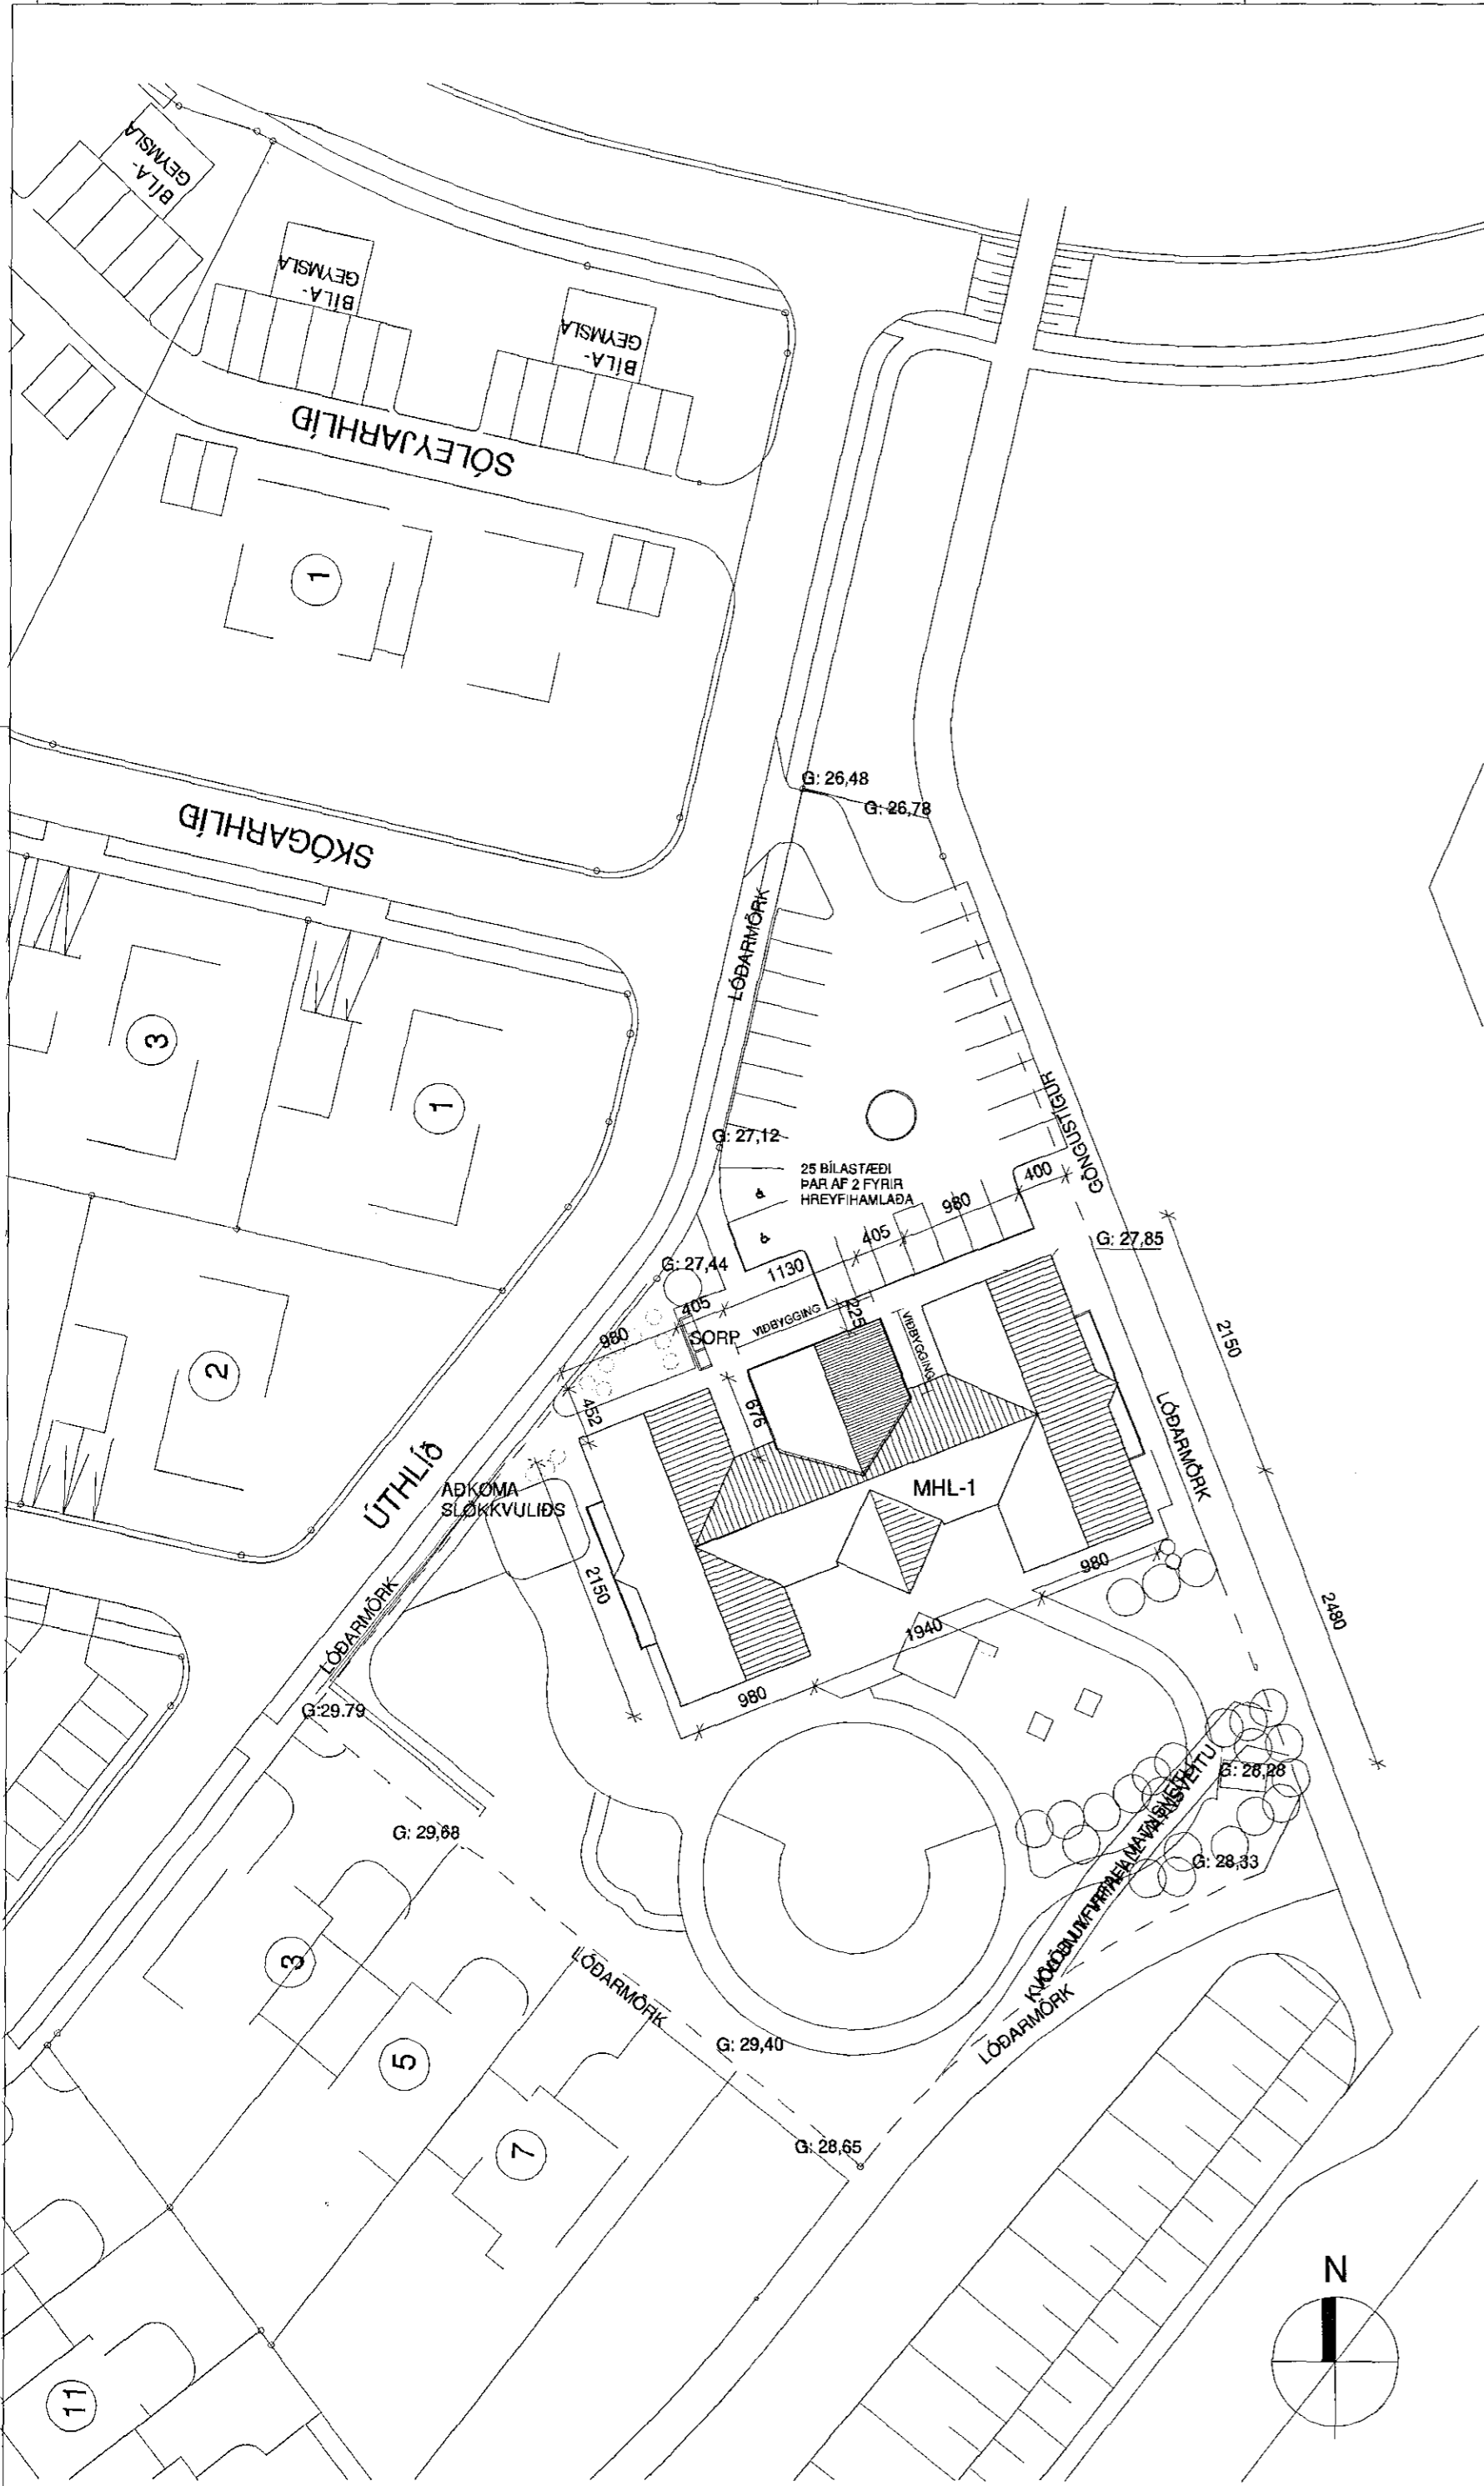 BÍLA-
GEYMSLA
BÍLA-
GEYMSLA
BÍLA-
GEYMSLA
SÓLEYJARHLÍÐ
1
SKÓGARHLÍÐ
G: 26,48
G: 26,78
LÓÐARMÖRK
3
1
G: 27,12
25 BÍLASTÆÐI
ÞAR AF 2 FYRIR
HREYFIHAMLAÐA
GÖNGUSTÍGUR
400
980
405
1130
G: 27,85
G: 27,44
405
980
SORP
VIÐBYGGING
225
VIÐBYGGING
2150
2
452
676
LÓÐARMÖRK
ÚTHLÍÐ
AÐKOMA
SLÖKKVULIÐS
MHL-1
2150
980
2480
1940
980
LÓÐARMÖRK
G:29.79
G: 28,28
G: 29,68
G: 28,33
3
LÓÐARMÖRK
LÓÐARMÖRK
5
G: 29,40
7
G: 28,65
N
11